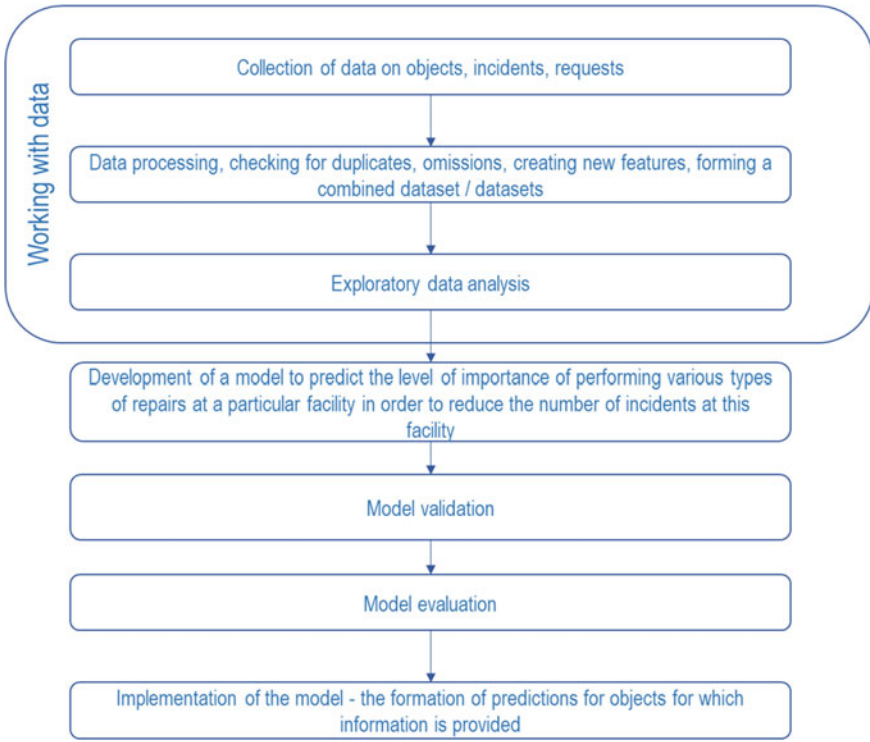 Working with data
Collection of data on objects, incidents, requests
Data processing, checking for duplicates, omissions, creating new features, forming a
combined dataset / datasets
Exploratory data analysis
Development of a model to predict the level of importance of performing various types
of repairs at a particular facility in order to reduce the number of incidents at this
facility
Model validation
Model evaluation
Implementation of the model - the formation of predictions for objects for which
information is provided